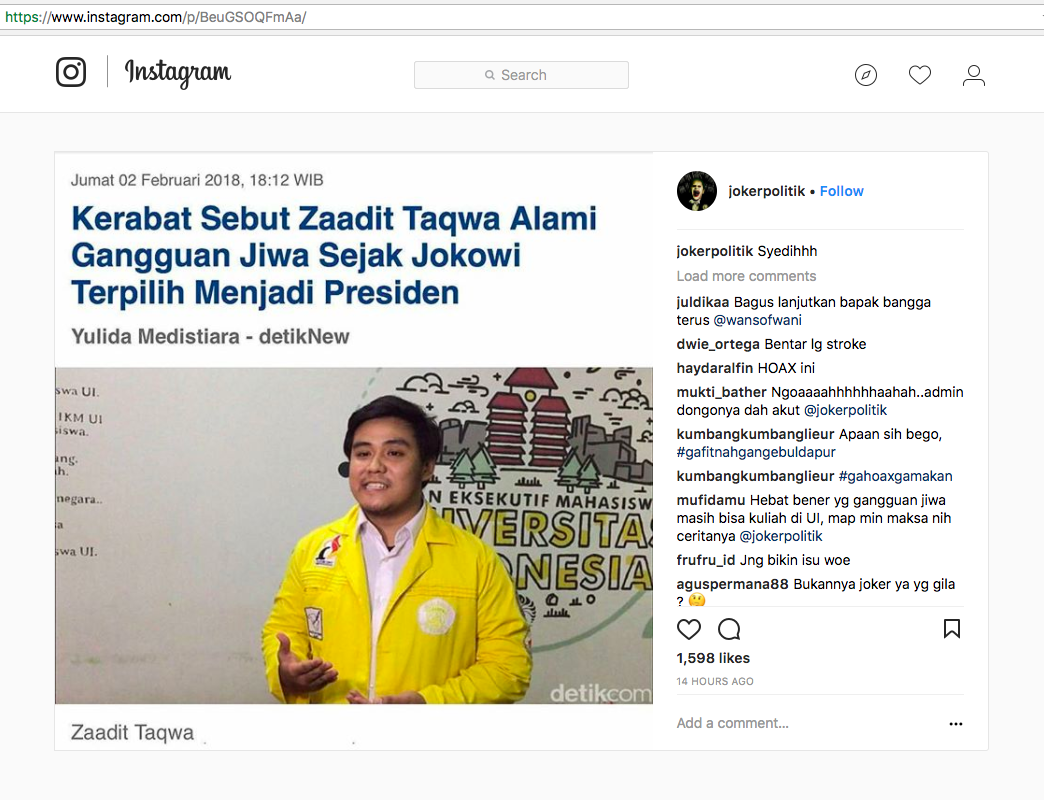 https://www.instagram.com/p/BeuGSOQFmAa/
Instagram
Search
Jumat 02 Februari 2018, 18:12 WIB
Kerabat Sebut Zaadit Taqwa Alami
Gangguan Jiwa Sejak Jokowi
Terpilih Menjadi Presiden
Yulida Medistiara - detikNew
swa UI.
IKM UI
siswa.
ang.
ah.
negara..
a
swa UI.
N EKSEKUTIF MAHASISW
VERSITAS
ONESIA
detikcom
Zaadit Taqwa
jokerpolitik • Follow
jokerpolitik Syedihhh
Load more comments
juldikaa Bagus lanjutkan bapak bangga
terus @wansofwani
dwie_ortega Bentar lg stroke
haydaralfin HOAX ini
mukti_bather Ngoaaaahhhhhhaahah..admin
dongonya dah akut @jokerpolitik
kumbangkumbanglieur Apaan sih bego,
#gafitnahgangebuldapur
kumbangkumbanglieur #gahoaxgamakan
mufidamu Hebat bener yg gangguan jiwa
masih bisa kuliah di UI, map min maksa nih
ceritanya @jokerpolitik
frufru_id Jng bikin isu woe
aguspermana88 Bukannya joker ya yg gila
? 🤔
1,598 likes
14 HOURS AGO
Add a comment...